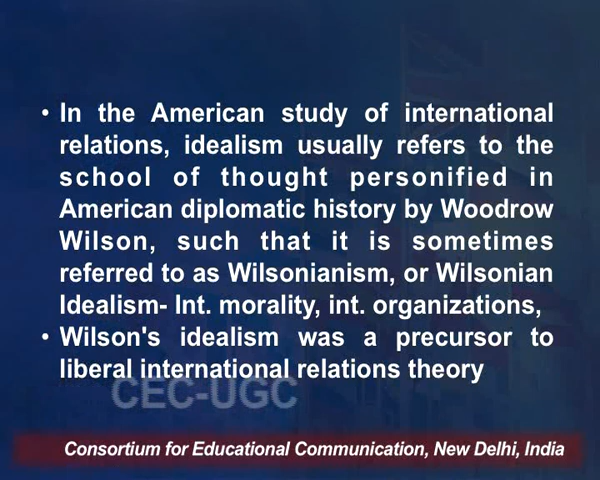 • In the American study of international
relations, idealism usually refers to the
school of thought personified in
American diplomatic history by Woodrow
Wilson, such that it is sometimes
referred to as Wilsonianism, or Wilsonian
Idealism- Int. morality, int. organizations,
• Wilson's idealism was a precursor to
liberal international relations theory
CEC-UGC
Consortium for Educational Communication, New Delhi, India